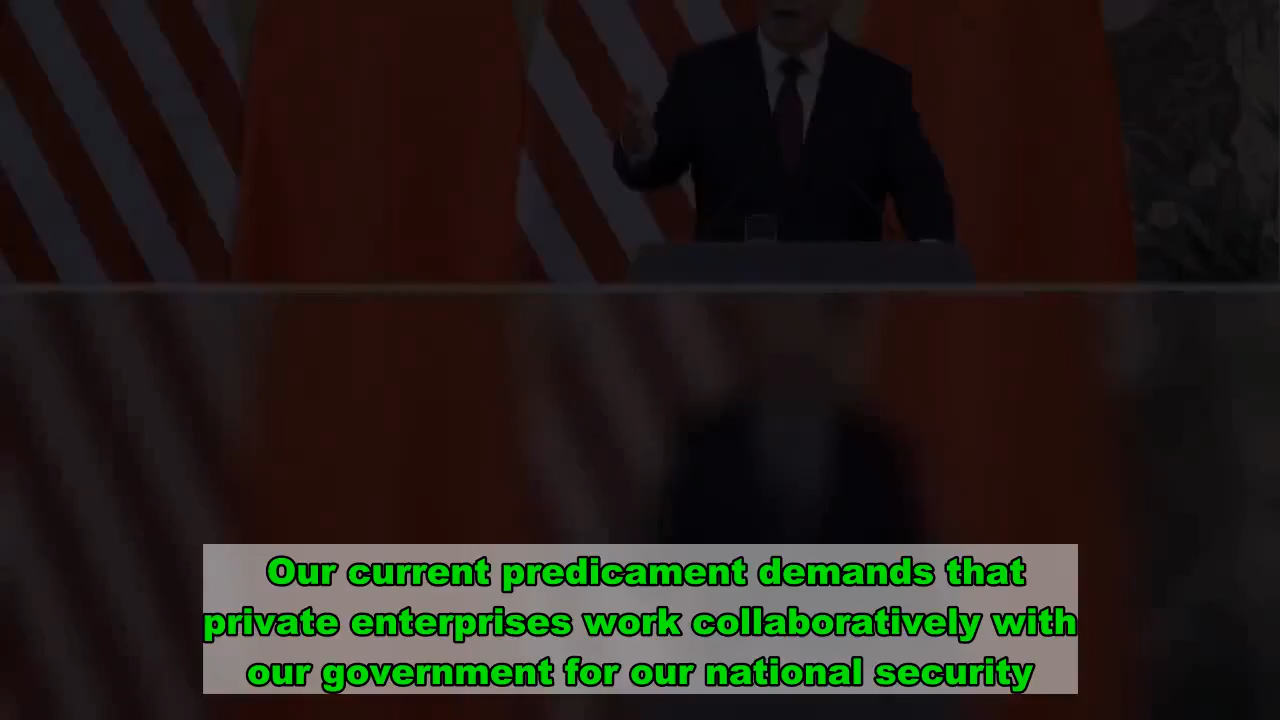 Our current predicament demands that
private enterprises work collaboratively with
our government for our national security